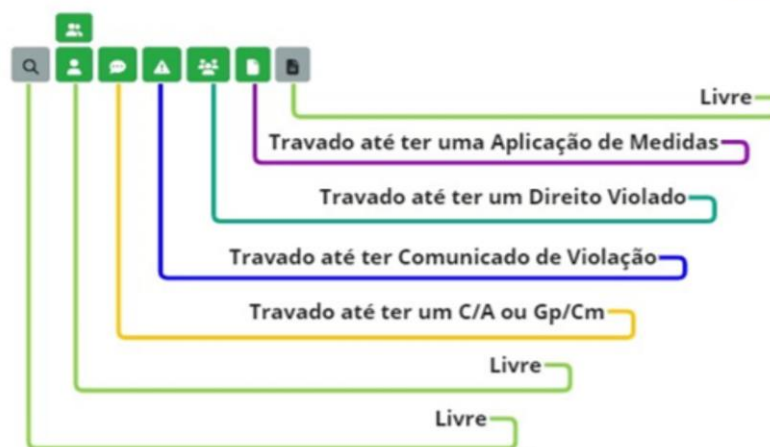 Livre
Travado até ter uma Aplicação de Medidas
Travado até ter um Direito Violado
Travado até ter Comunicado de Violação
Travado até ter um C/A ou Gp/Cm
Livre
Livre